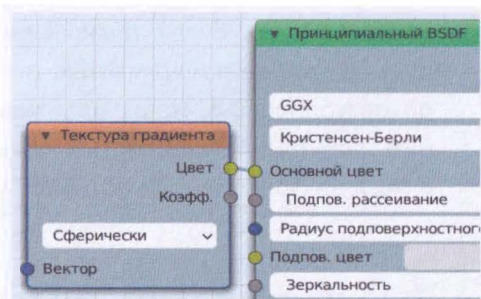 Принципиальный BSDF
GGX
Кристенсен-Берли
Текстура градиента
Цвет
Основной цвет
Коэфф.
Подпов. рассеивание
Сферически
Радиус подповерхностног
Вектор
Подпов. цвет
Зеркальность